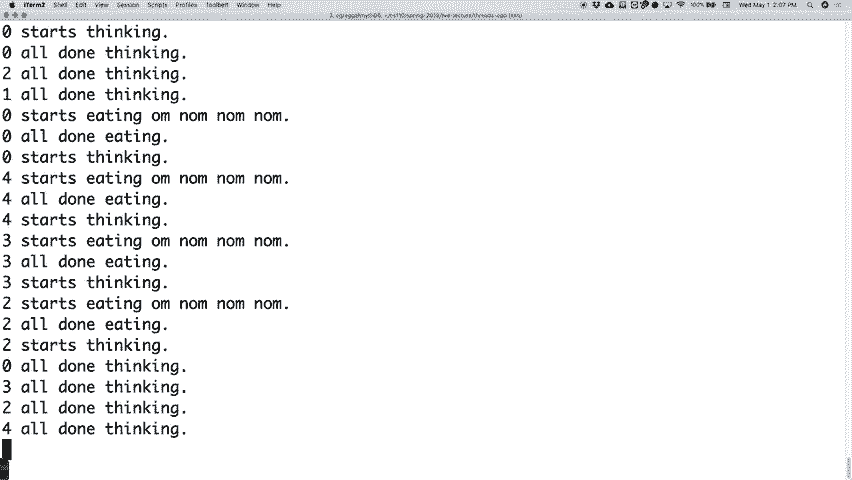 iTerm2 Shell Edit View Session Scripts Profiles Toolbelt Window Help 100% Wed May 1 2:07 PM
0 starts thinking.
0 all done thinking.
2 all done thinking.
1 all done thinking.
0 starts eating om nom nom nom.
0 all done eating.
0 starts thinking.
4 starts eating om nom nom nom.
4 all done eating.
4 starts thinking.
3 starts eating om nom nom nom.
3 all done eating.
3 starts thinking.
2 starts eating om nom nom nom.
2 all done eating.
2 starts thinking.
0 all done thinking.
3 all done thinking.
2 all done thinking.
4 all done thinking.